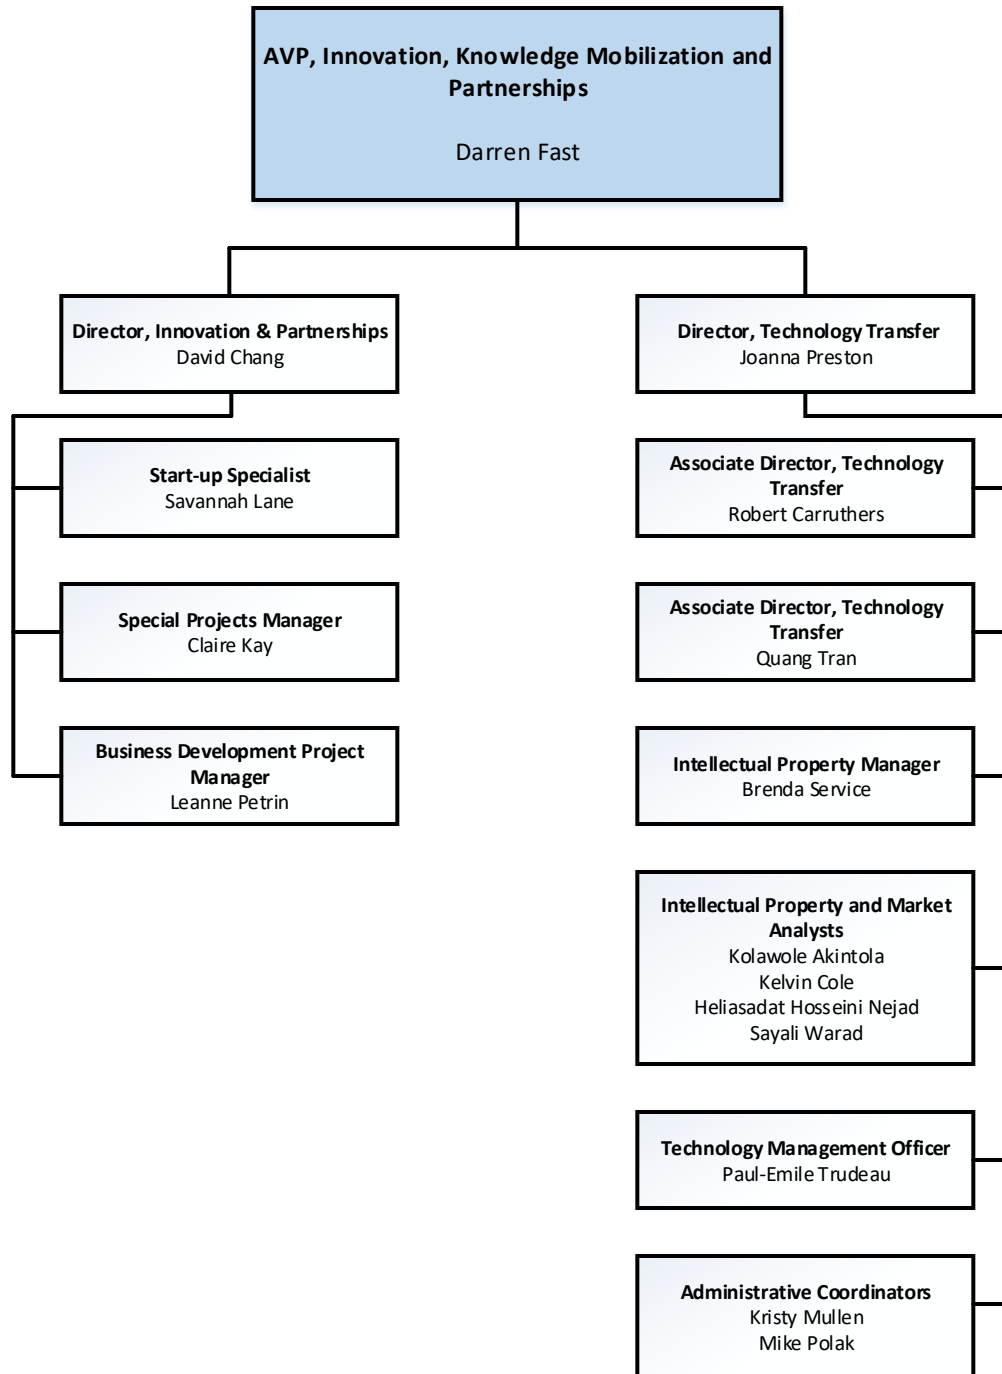 AVP, Innovation, Knowledge Mobilization and
Partnerships
Darren Fast
Director, Innovation & Partnerships
David Chang
Start-up Specialist
Savannah Lane
Special Projects Manager
Claire Kay
Business Development Project
Manager
Leanne Petrin
Director, Technology Transfer
Joanna Preston
Associate Director, Technology
Transfer
Robert Carruthers
Associate Director, Technology
Transfer
Quang Tran
Intellectual Property Manager
Brenda Service
Intellectual Property and Market
Analysts
Kolawole Akintola
Kelvin Cole
Heliasadat Hosseini Nejad
Sayali Warad
Technology Management Officer
Paul-Emile Trudeau
Administrative Coordinators
Kristy Mullen
Mike Polak